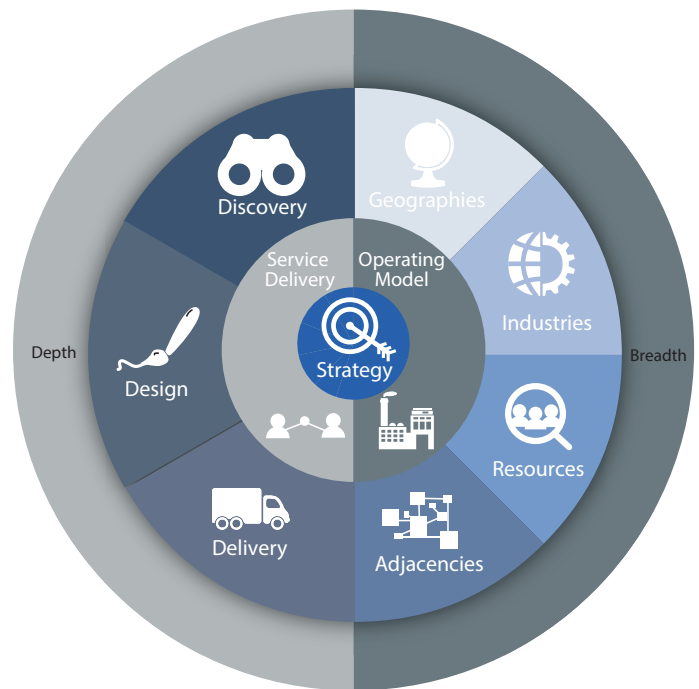 Discovery
Geographies
Service
Delivery
Operating
Model
Industries
Depth
Breadth
Strategy
Design
Resources
Delivery
Adjacencies